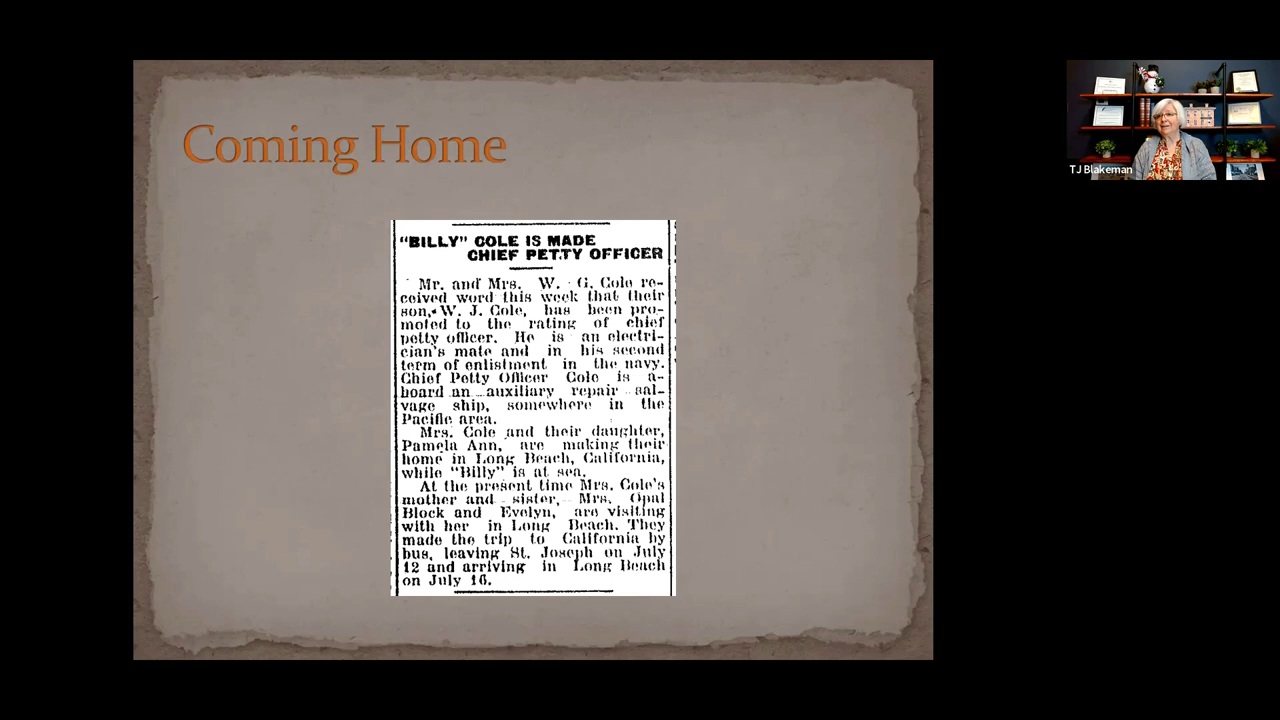 Coming Home
"BILLY" COLE IS MADE
CHIEF PETTY OFFICER
Mr. and Mrs. W. G. Cole re-
ceived word this week that their
son, W. J. Cole, has been pro-
moted to the rating of chief
petty officer. He is an electri-
cian's mate and in his second
term of enlistment in the navy.
Chief Petty Officer Cole is a-
board an auxiliary repair sal-
vage ship, somewhere in the
Pacific area.
Mrs. Cole and their daughter,
Pamela Ann, are making their
home in Long Beach, California,
while "Billy" is at sea.
At the present time Mrs. Cole's
mother and sister, Mrs. Opal
Block and Evelyn, are visiting
with her in Long Beach. They
made the trip to California by
bus, leaving St. Joseph on July
12 and arriving in Long Beach
on July 16.
TJ Blakeman